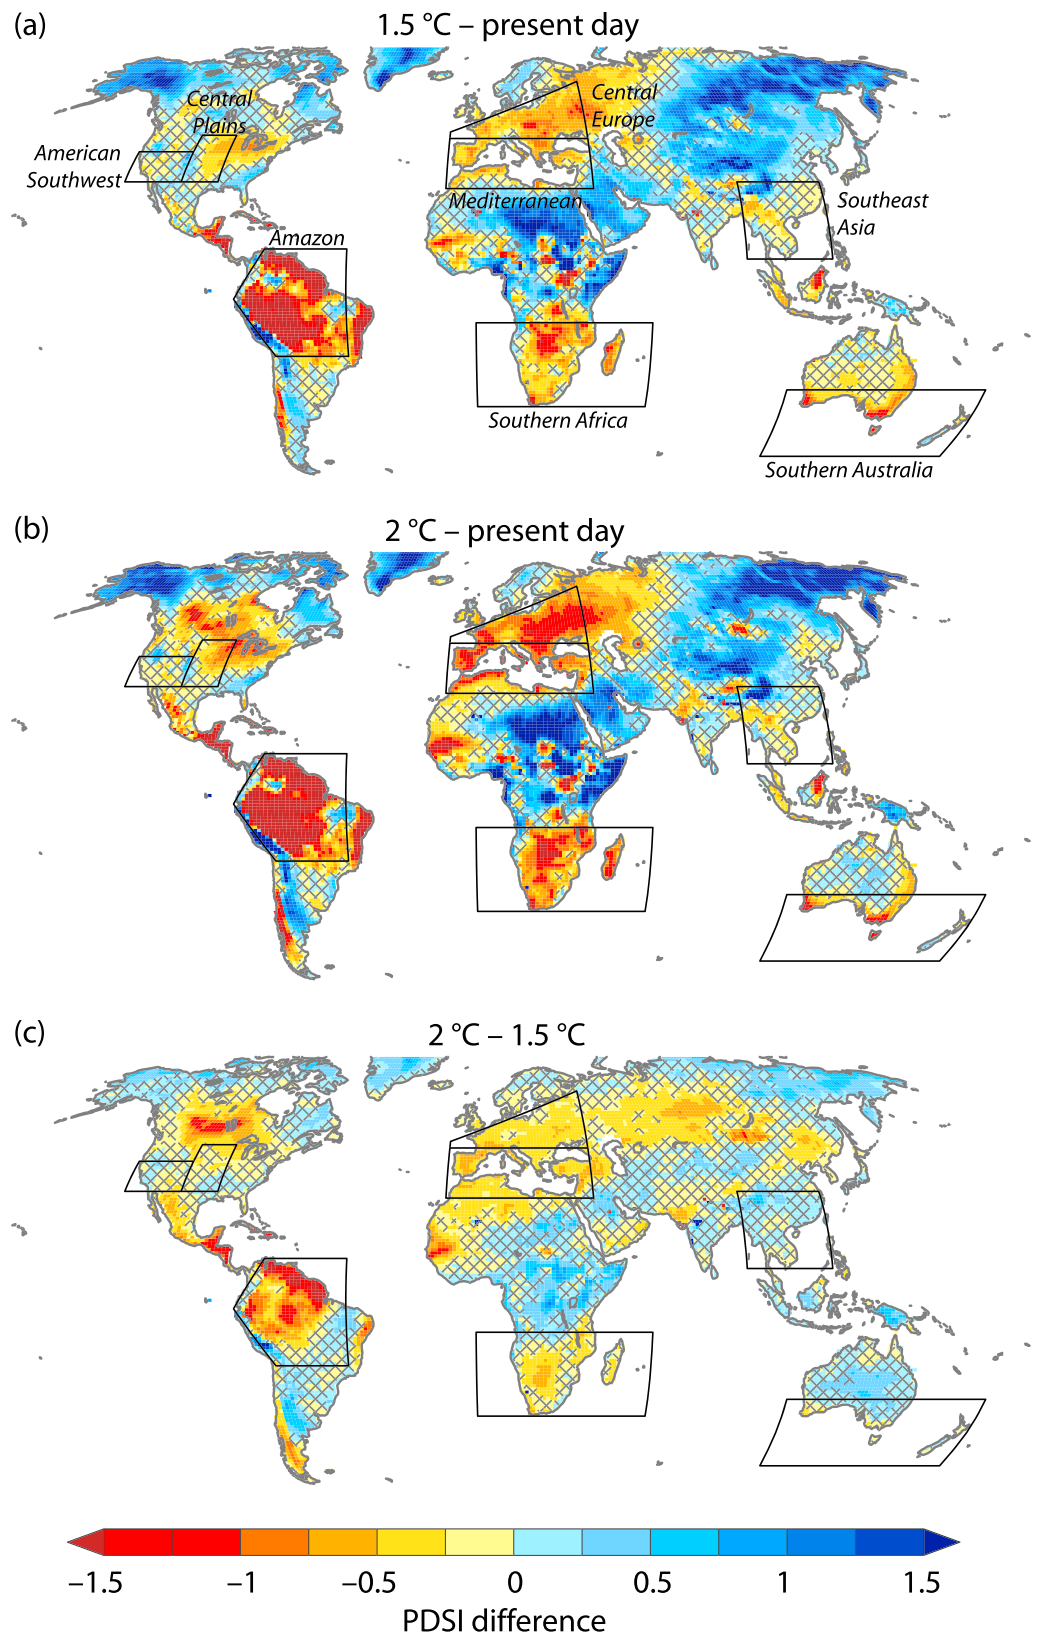 (a)
1.5 °C – present day
Central
Plains
American
Southwest
Central
Europe
Mediterranean
Southeast
Asia
Amazon
Southern Africa
Southern Australia
(b)
2 °C – present day
(c)
2 °C – 1.5 °C
–1.5 –1 –0.5 0 0.5 1 1.5
PDSI difference